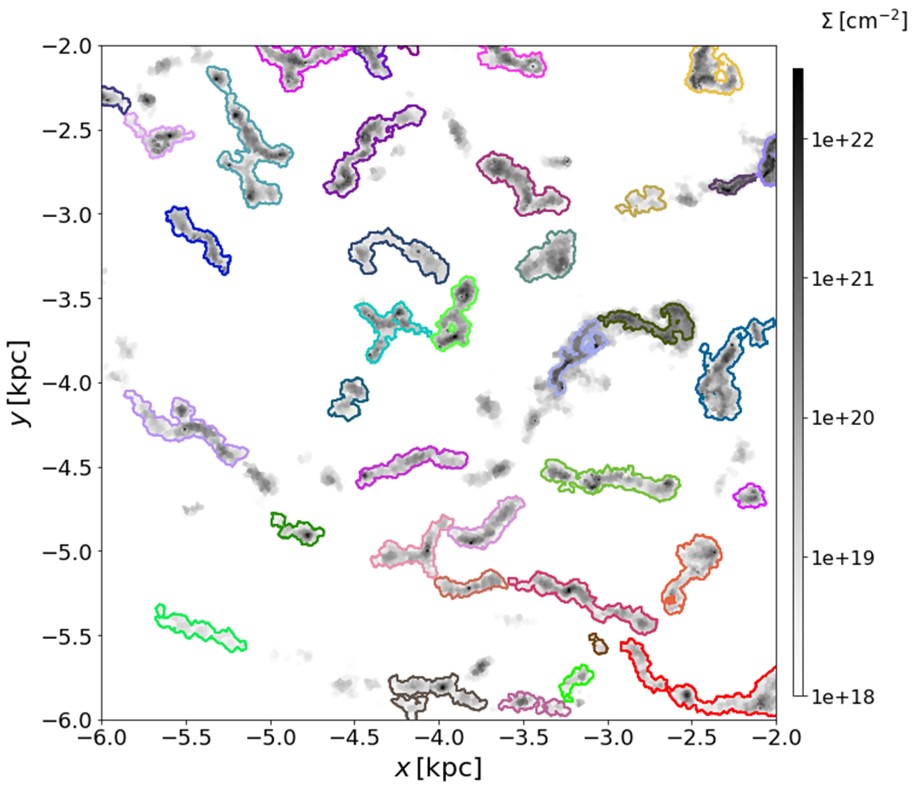 Σ [cm⁻²]
−2.0
−2.5
−3.0
−3.5
−4.0
−4.5
−5.0
−5.5
−6.0
y [kpc]
−6.0 −5.5 −5.0 −4.5 −4.0 −3.5 −3.0 −2.5 −2.0
x [kpc]
1e+22
1e+21
1e+20
1e+19
1e+18